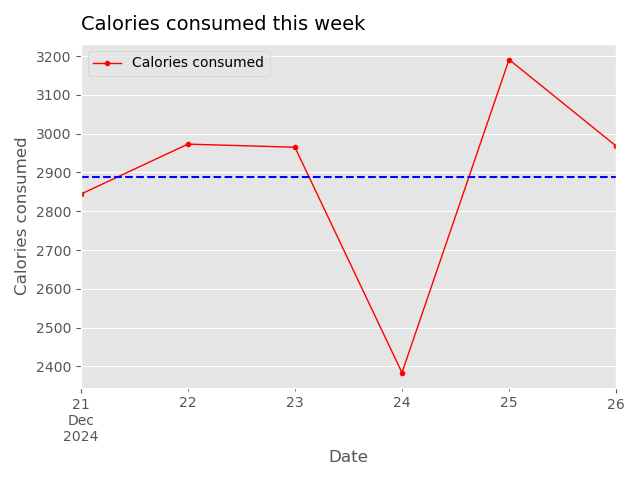 Calories consumed this week
Calories consumed
3200
3100
3000
2900
2800
2700
2600
2500
2400
Calories consumed
21 22 23 24 25 26
Dec
2024
Date